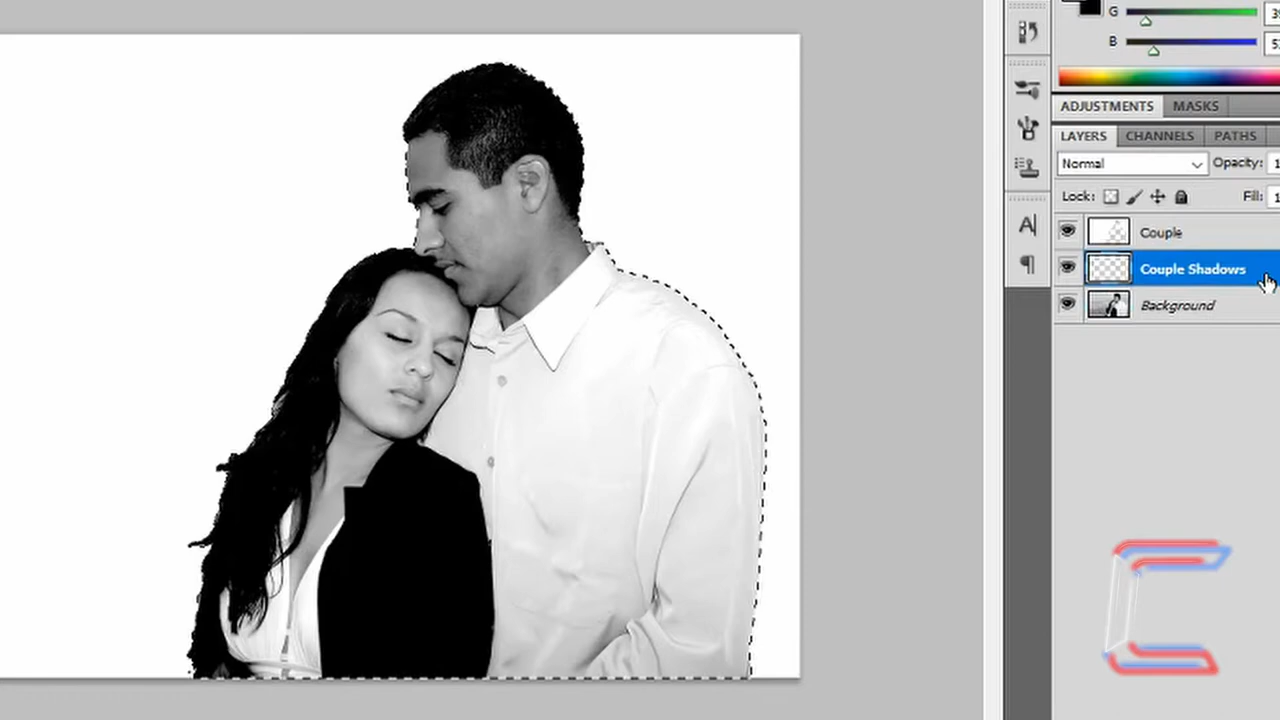 G
B
ADJUSTMENTS MASKS
LAYERS CHANNELS PATHS
Normal Opacity:
Lock: Fill:
Couple
Couple Shadows
Background